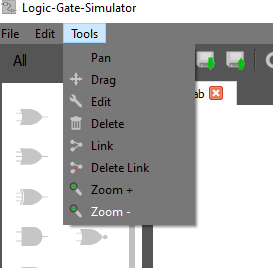 Logic-Gate-Simulator
File Edit Tools
All
Pan
Drag
Edit
Delete
Link
Delete Link
Zoom +
Zoom -
ab